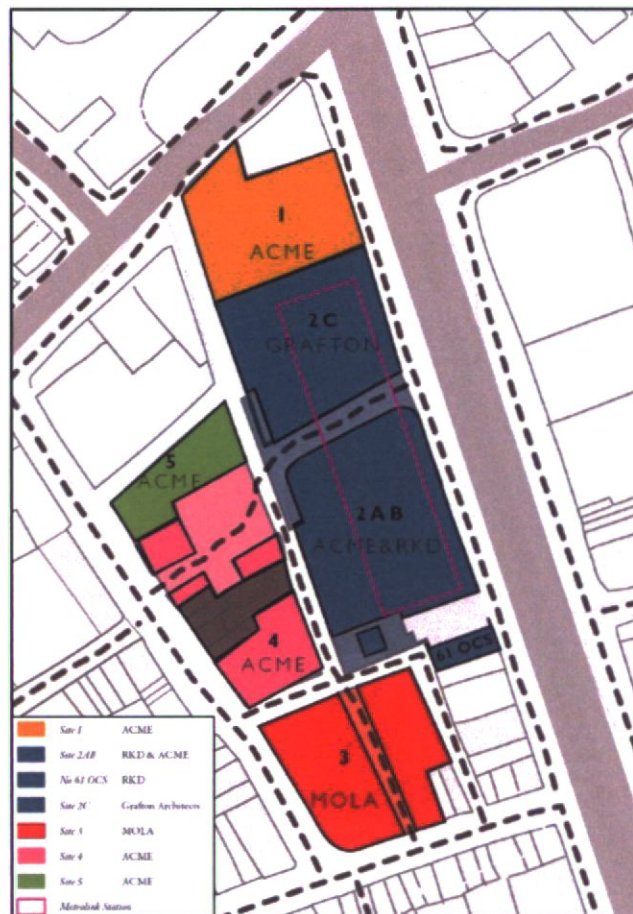 1
ACME
2C
GRAFTON
5
ACME
2AB
ACME&RKD
4
ACME
61 OCS
3
MOLA
Site 1 ACME
Site 2AB RKD & ACME
No 61 OCS RKD
Site 2C Grafton Architects
Site 3 MOLA
Site 4 ACME
Site 5 ACME
Metrolink Station